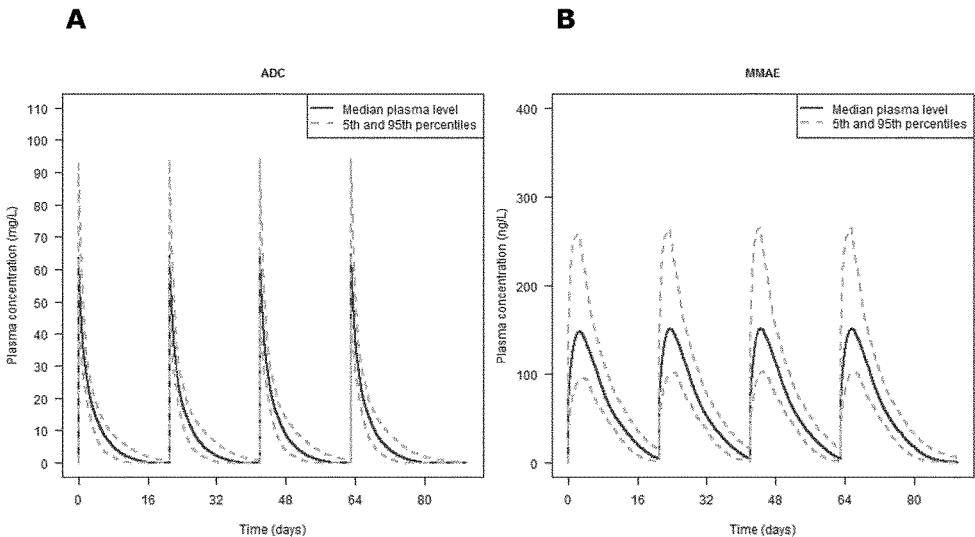 A
B
ADC
MMAE
Median plasma level
5th and 95th percentiles
Median plasma level
5th and 95th percentiles
Plasma concentration (mg/L)
110
100
90
80
70
60
50
40
30
20
10
0
0 16 32 48 64 80
Time (days)
Plasma concentration (ng/L)
400
300
200
100
0
0 16 32 48 64 80
Time (days)